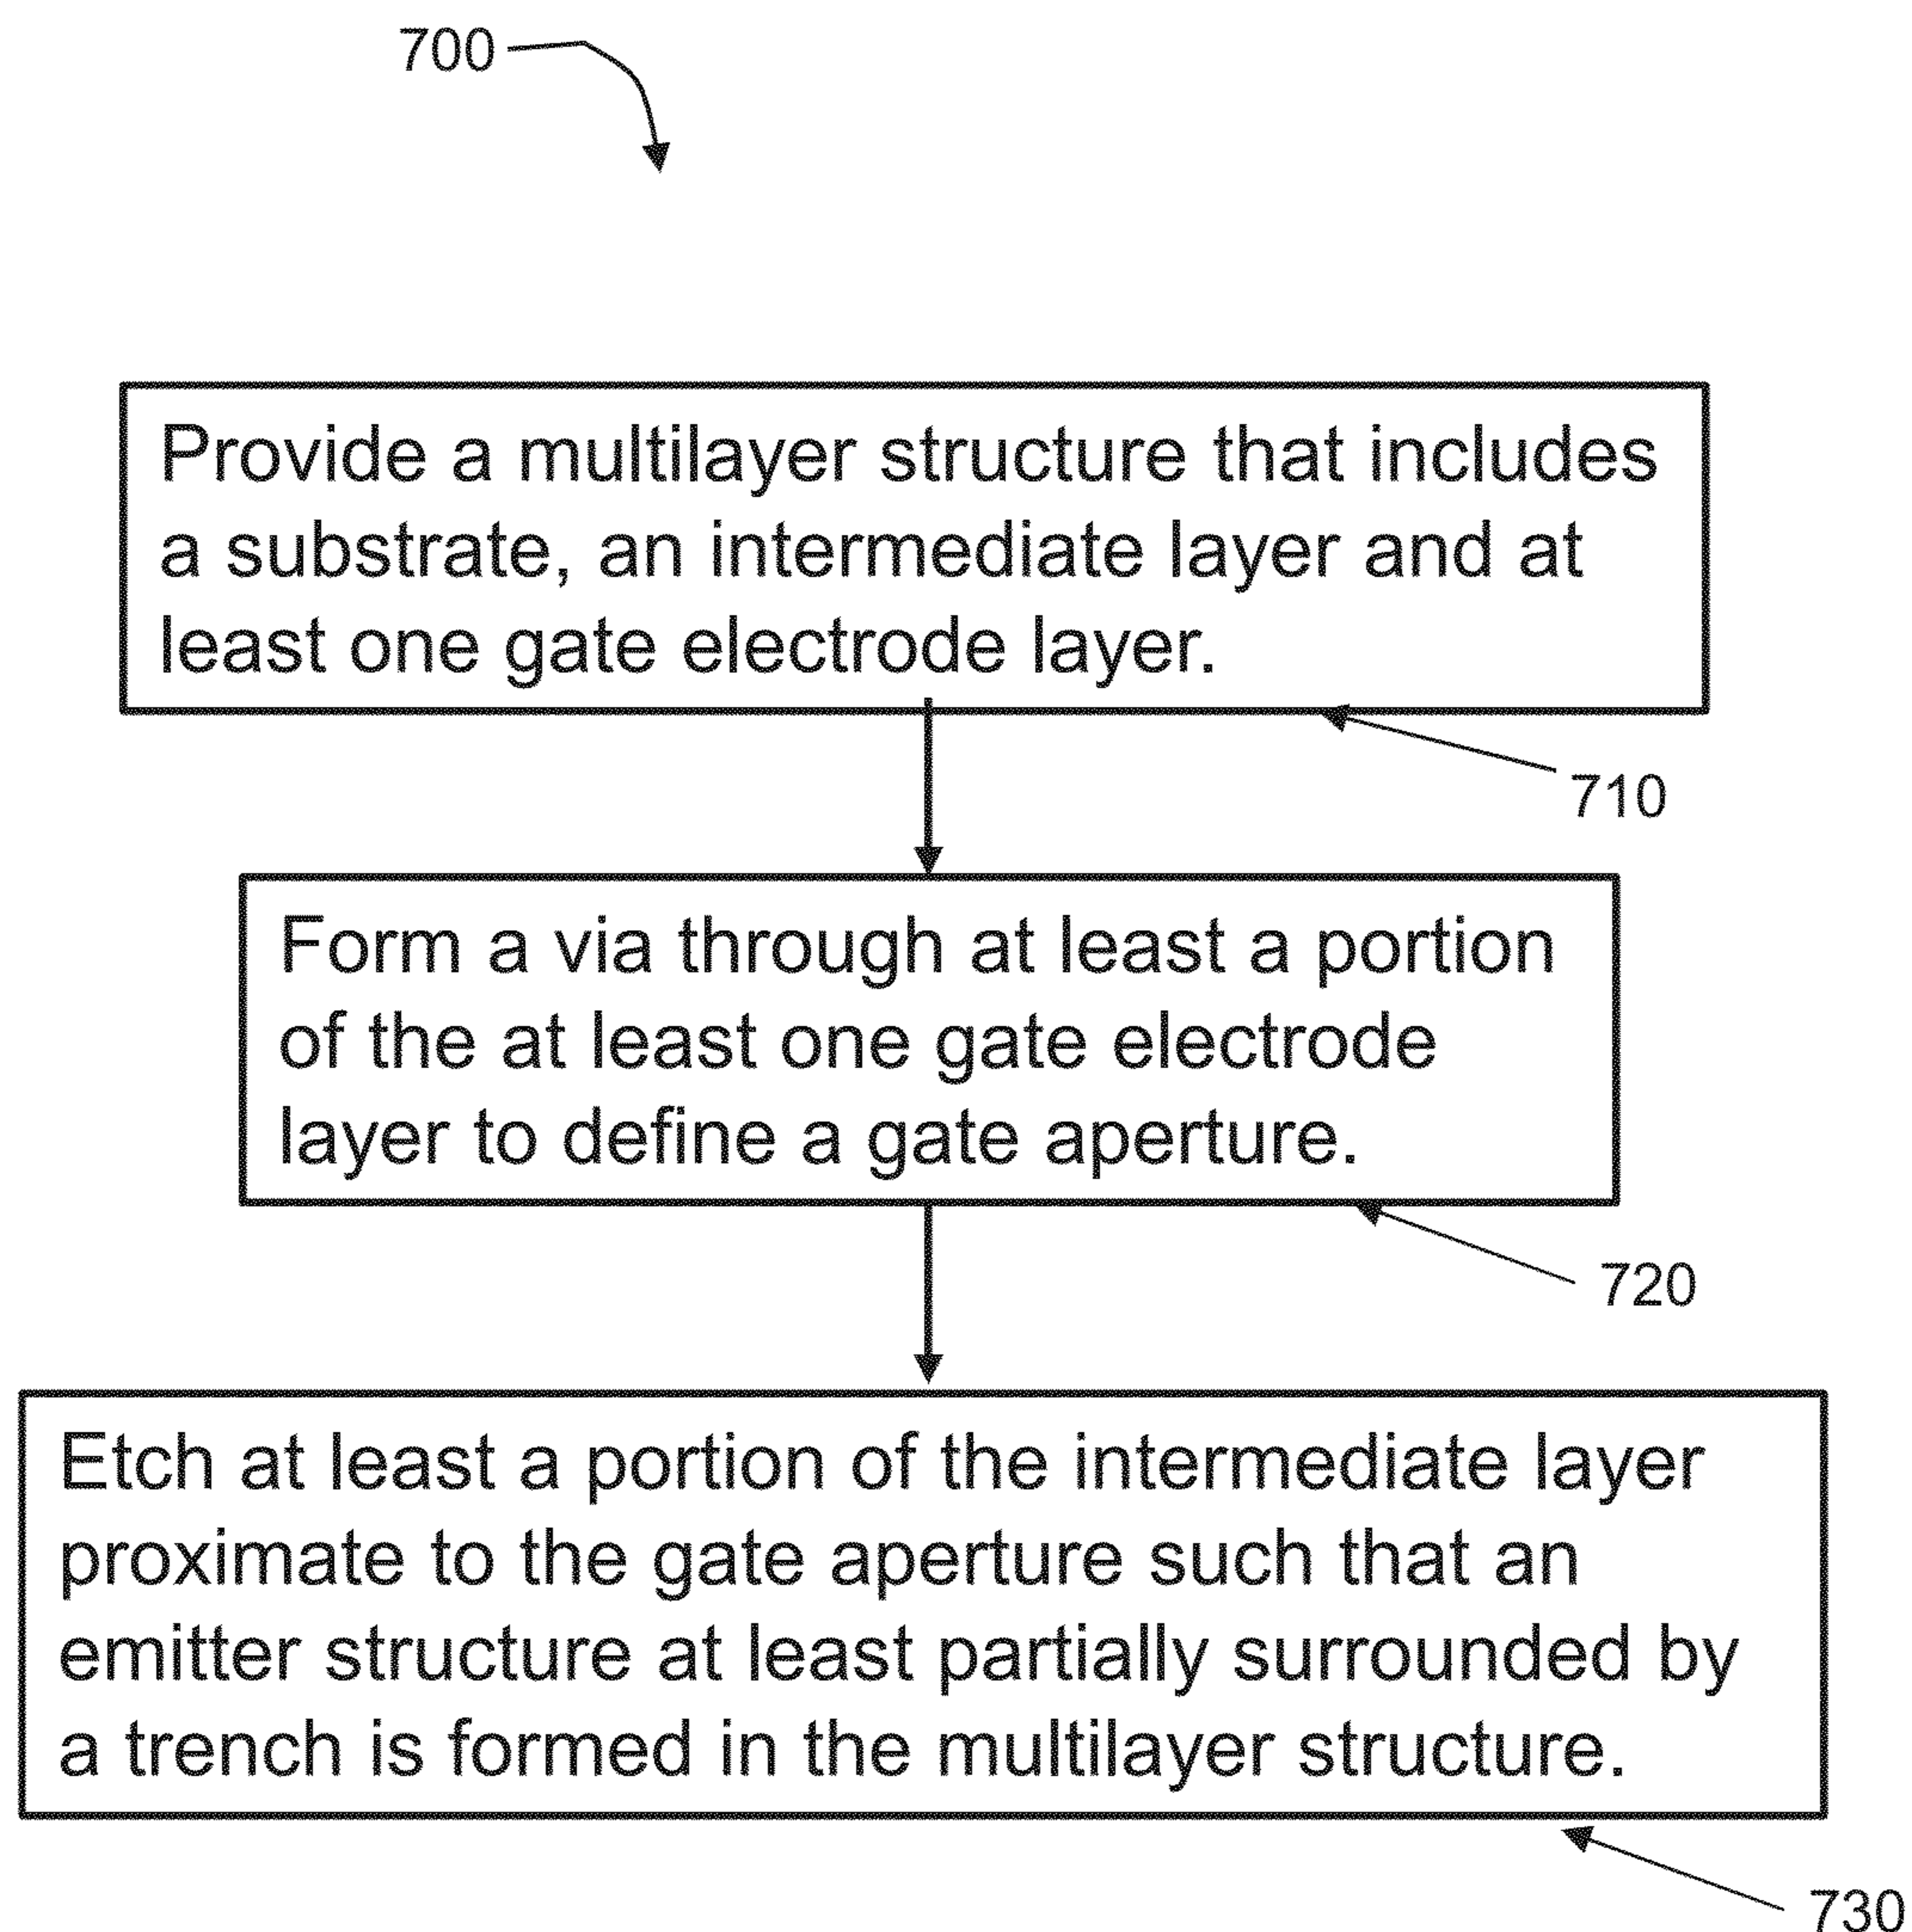 700
Provide a multilayer structure that includes
a substrate, an intermediate layer and at
least one gate electrode layer.
710
Form a via through at least a portion
of the at least one gate electrode
layer to define a gate aperture.
720
Etch at least a portion of the intermediate layer
proximate to the gate aperture such that an
emitter structure at least partially surrounded by
a trench is formed in the multilayer structure.
730